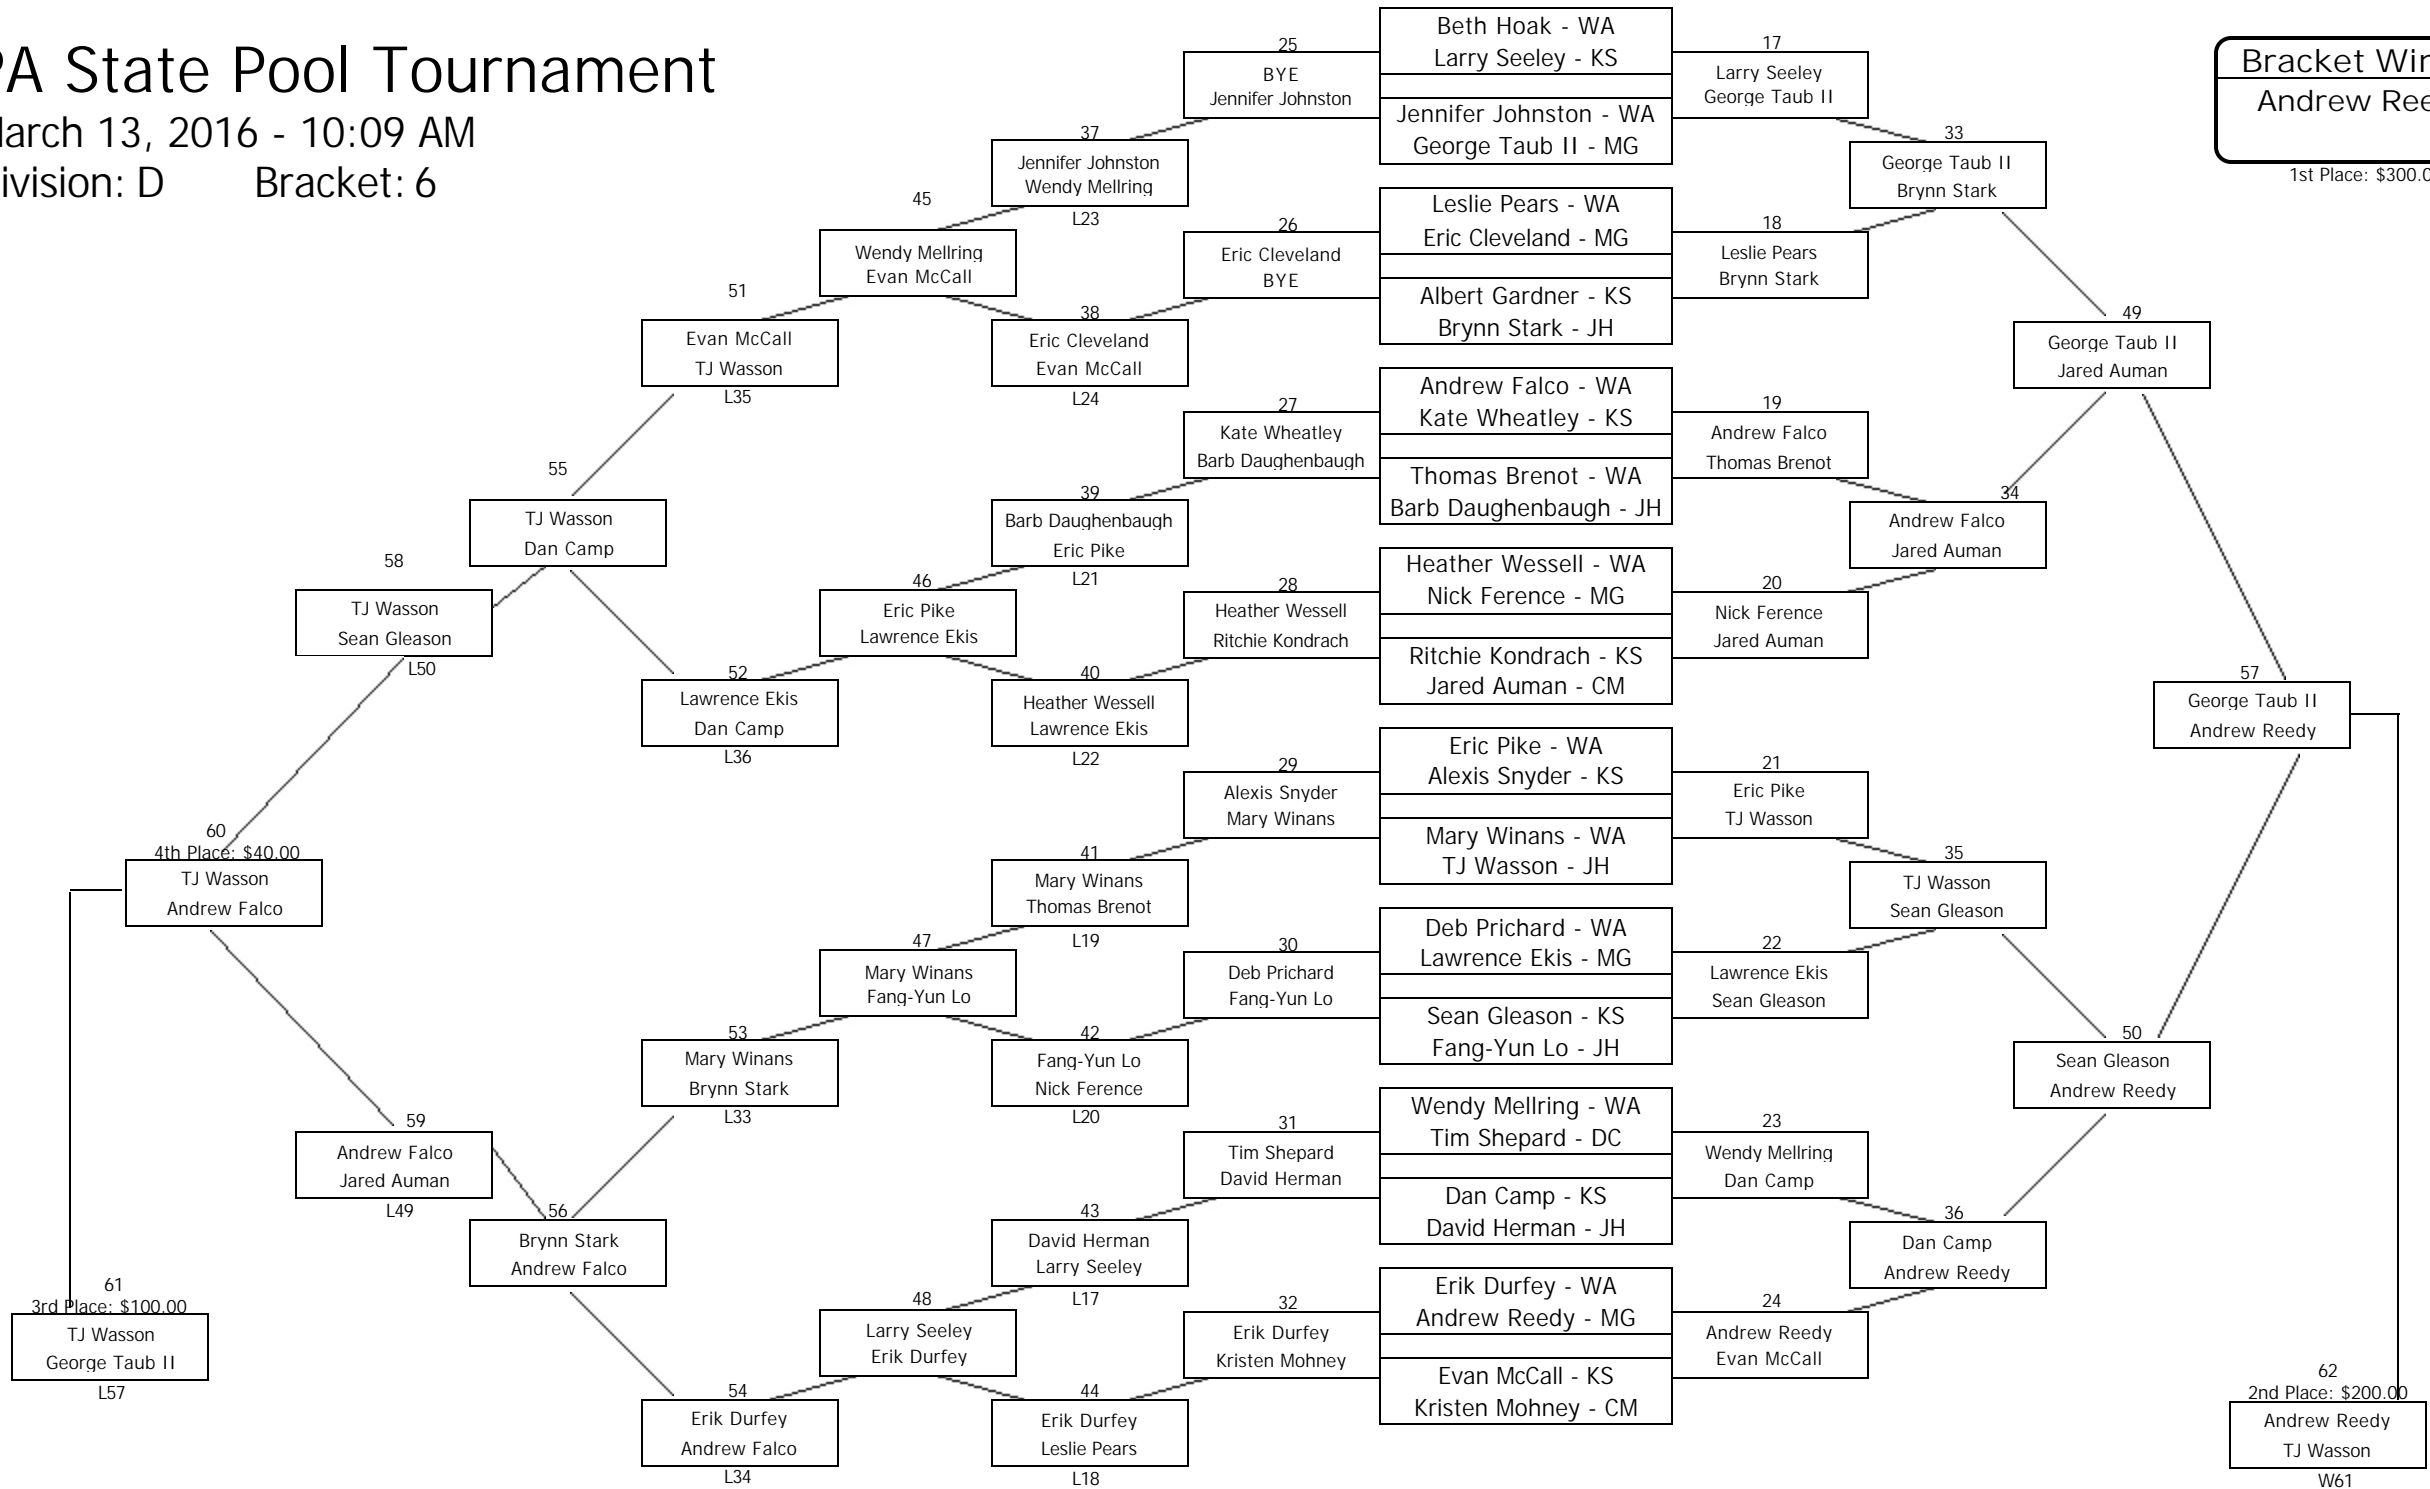 PA State Pool Tournament
March 13, 2016 - 10:09 AM
Division: D Bracket: 6
Bracket Win
Andrew Ree
1st Place: $300.0
Beth Hoak - WA
Larry Seeley - KS
Jennifer Johnston - WA
George Taub II - MG
Leslie Pears - WA
Eric Cleveland - MG
Albert Gardner - KS
Brynn Stark - JH
Andrew Falco - WA
Kate Wheatley - KS
Thomas Brenot - WA
Barb Daughenbaugh - JH
Heather Wessell - WA
Nick Ference - MG
Ritchie Kondrach - KS
Jared Auman - CM
Eric Pike - WA
Alexis Snyder - KS
Mary Winans - WA
TJ Wasson - JH
Deb Prichard - WA
Lawrence Ekis - MG
Sean Gleason - KS
Fang-Yun Lo - JH
Wendy Mellring - WA
Tim Shepard - DC
Dan Camp - KS
David Herman - JH
Erik Durfey - WA
Andrew Reedy - MG
Evan McCall - KS
Kristen Mohney - CM
17
Larry Seeley
George Taub II
18
Leslie Pears
Brynn Stark
19
Andrew Falco
Thomas Brenot
20
Nick Ference
Jared Auman
21
Eric Pike
TJ Wasson
22
Lawrence Ekis
Sean Gleason
23
Wendy Mellring
Dan Camp
24
Andrew Reedy
Evan McCall
25
BYE
Jennifer Johnston
26
Eric Cleveland
BYE
27
Kate Wheatley
Barb Daughenbaugh
28
Heather Wessell
Ritchie Kondrach
29
Alexis Snyder
Mary Winans
30
Deb Prichard
Fang-Yun Lo
31
Tim Shepard
David Herman
32
Erik Durfey
Kristen Mohney
33
George Taub II
Brynn Stark
34
Andrew Falco
Jared Auman
35
TJ Wasson
Sean Gleason
36
Dan Camp
Andrew Reedy
37
Jennifer Johnston
Wendy Mellring
L23
38
Eric Cleveland
Evan McCall
L24
39
Barb Daughenbaugh
Eric Pike
L21
40
Heather Wessell
Lawrence Ekis
L22
41
Mary Winans
Thomas Brenot
L19
42
Fang-Yun Lo
Nick Ference
L20
43
David Herman
Larry Seeley
L17
44
Erik Durfey
Leslie Pears
L18
45
Wendy Mellring
Evan McCall
46
Eric Pike
Lawrence Ekis
47
Mary Winans
Fang-Yun Lo
48
Larry Seeley
Erik Durfey
49
George Taub II
Jared Auman
50
Sean Gleason
Andrew Reedy
51
Evan McCall
TJ Wasson
L35
52
Lawrence Ekis
Dan Camp
L36
53
Mary Winans
Brynn Stark
L33
54
Erik Durfey
Andrew Falco
L34
55
TJ Wasson
Dan Camp
56
Brynn Stark
Andrew Falco
57
George Taub II
Andrew Reedy
58
TJ Wasson
Sean Gleason
L50
59
Andrew Falco
Jared Auman
L49
60
4th Place: $40.00
TJ Wasson
Andrew Falco
61
3rd Place: $100.00
TJ Wasson
George Taub II
L57
62
2nd Place: $200.00
Andrew Reedy
TJ Wasson
W61